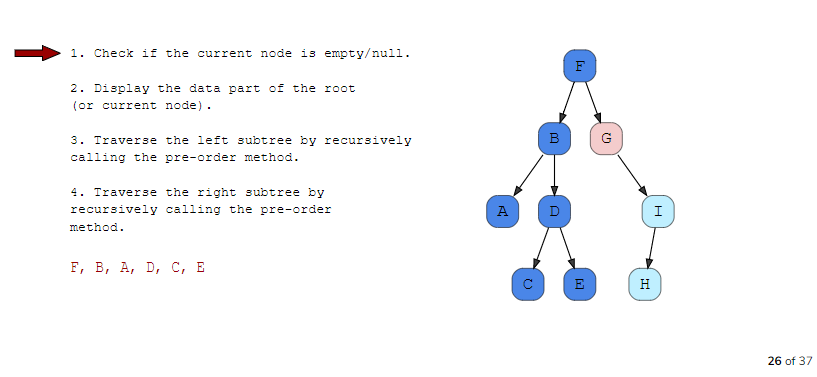 1. Check if the current node is empty/null.
2. Display the data part of the root
(or current node).
3. Traverse the left subtree by recursively
calling the pre-order method.
4. Traverse the right subtree by
recursively calling the pre-order
method.
F, B, A, D, C, E
F
B
G
A
D
I
C
E
H
26 of 37